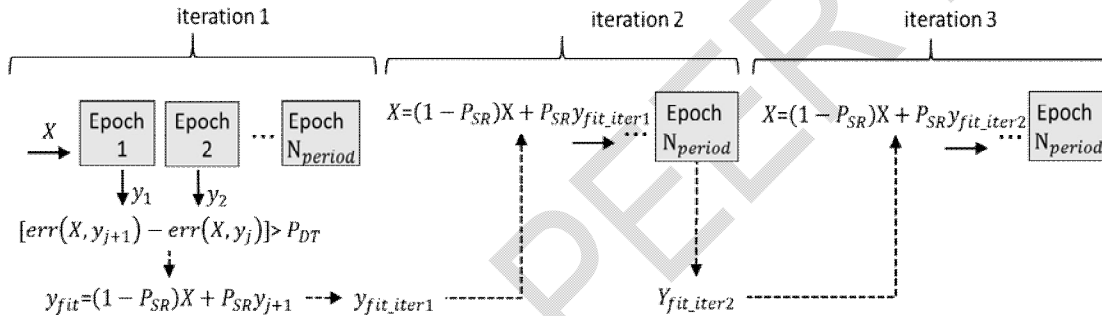 iteration 1
iteration 2
iteration 3
X
Epoch 1
Epoch 2
...
Epoch N_period
X=(1 − P_SR)X + P_SR y_fit_iter1
...
Epoch N_period
X=(1 − P_SR)X + P_SR y_fit_iter2
...
Epoch N_period
y_1
y_2
[err(X, y_j+1) − err(X, y_j)]> P_DT
y_fit=(1 − P_SR)X + P_SR y_j+1
y_fit_iter1
Y_fit_iter2
PEER